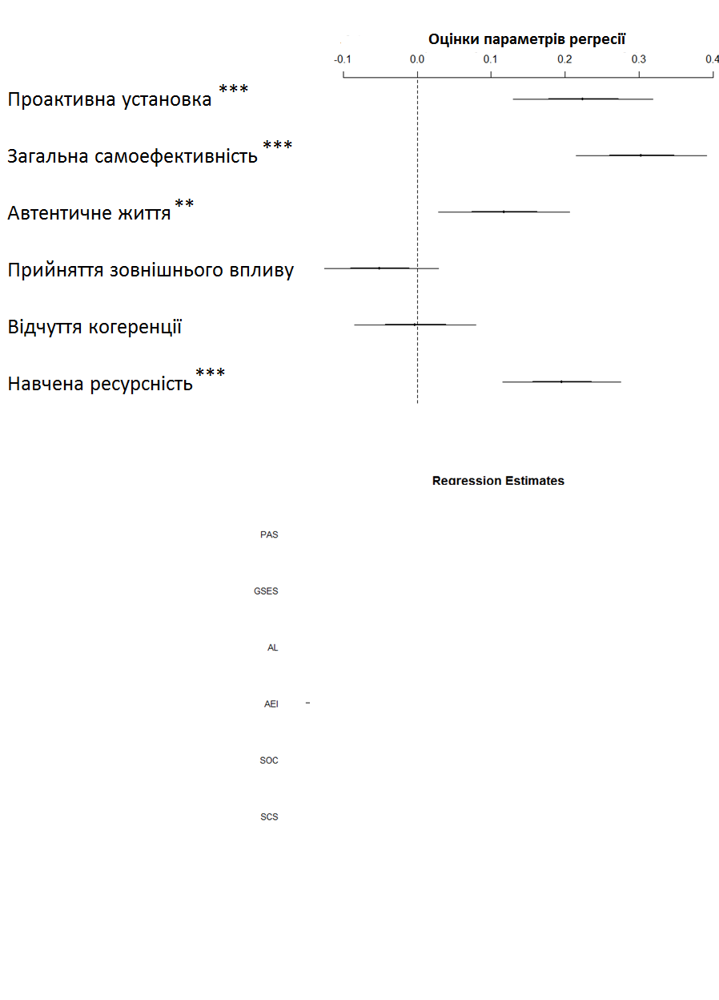 Оцінки параметрів регресії
-0.1 0.0 0.1 0.2 0.3 0.4
Проактивна установка ***
Загальна самоефективність ***
Автентичне життя **
Прийняття зовнішнього впливу
Відчуття когеренції
Навчена ресурсність ***
Regression Estimates
PAS
GSES
AL
AEI
SOC
SCS